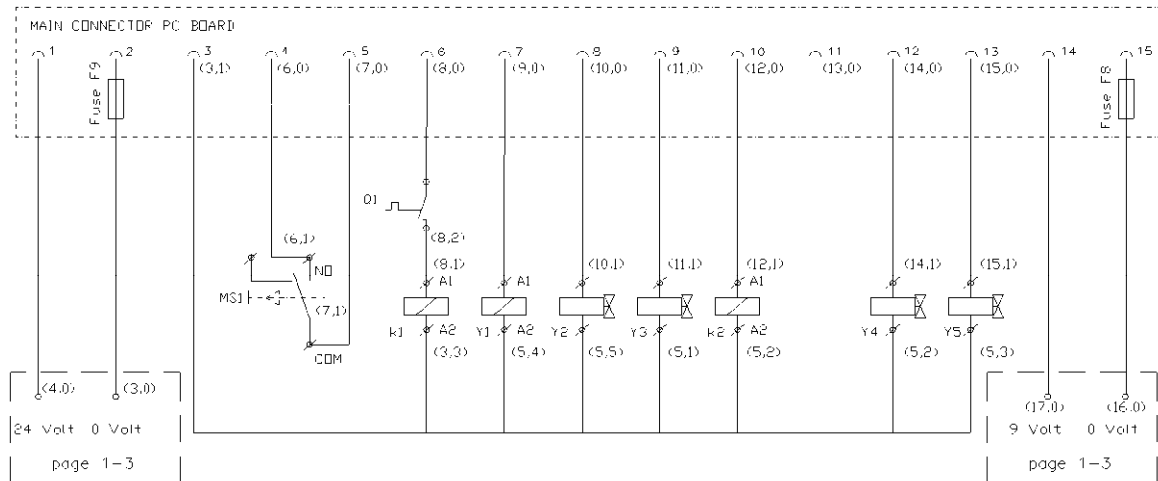 MAIN CONNECTOR PC BOARD
1 2 3 4 5 6 7 8 9 10 11 12 13 14 15
(3,1) (6,0) (7,0) (8,0) (9,0) (10,0) (11,0) (12,0) (13,0) (14,0) (15,0)
Fuse F9
Fuse F8
Q1
(6,1) (8,2)
(8.1) (10.1) (11.1) (12,1) (14,1) (15,1)
NO
A1 A1 A1
MS1
(7,1)
k1 A2 Y1 A2 Y2 Y3 k2 A2 Y4 Y5
COM
(3,3) (5,4) (5,5) (5,1) (5,2) (5,2) (5,3)
(4.0) (3,0)
(17.0) (16.0)
24 Volt 0 Volt
9 Volt 0 Volt
page 1-3
page 1-3